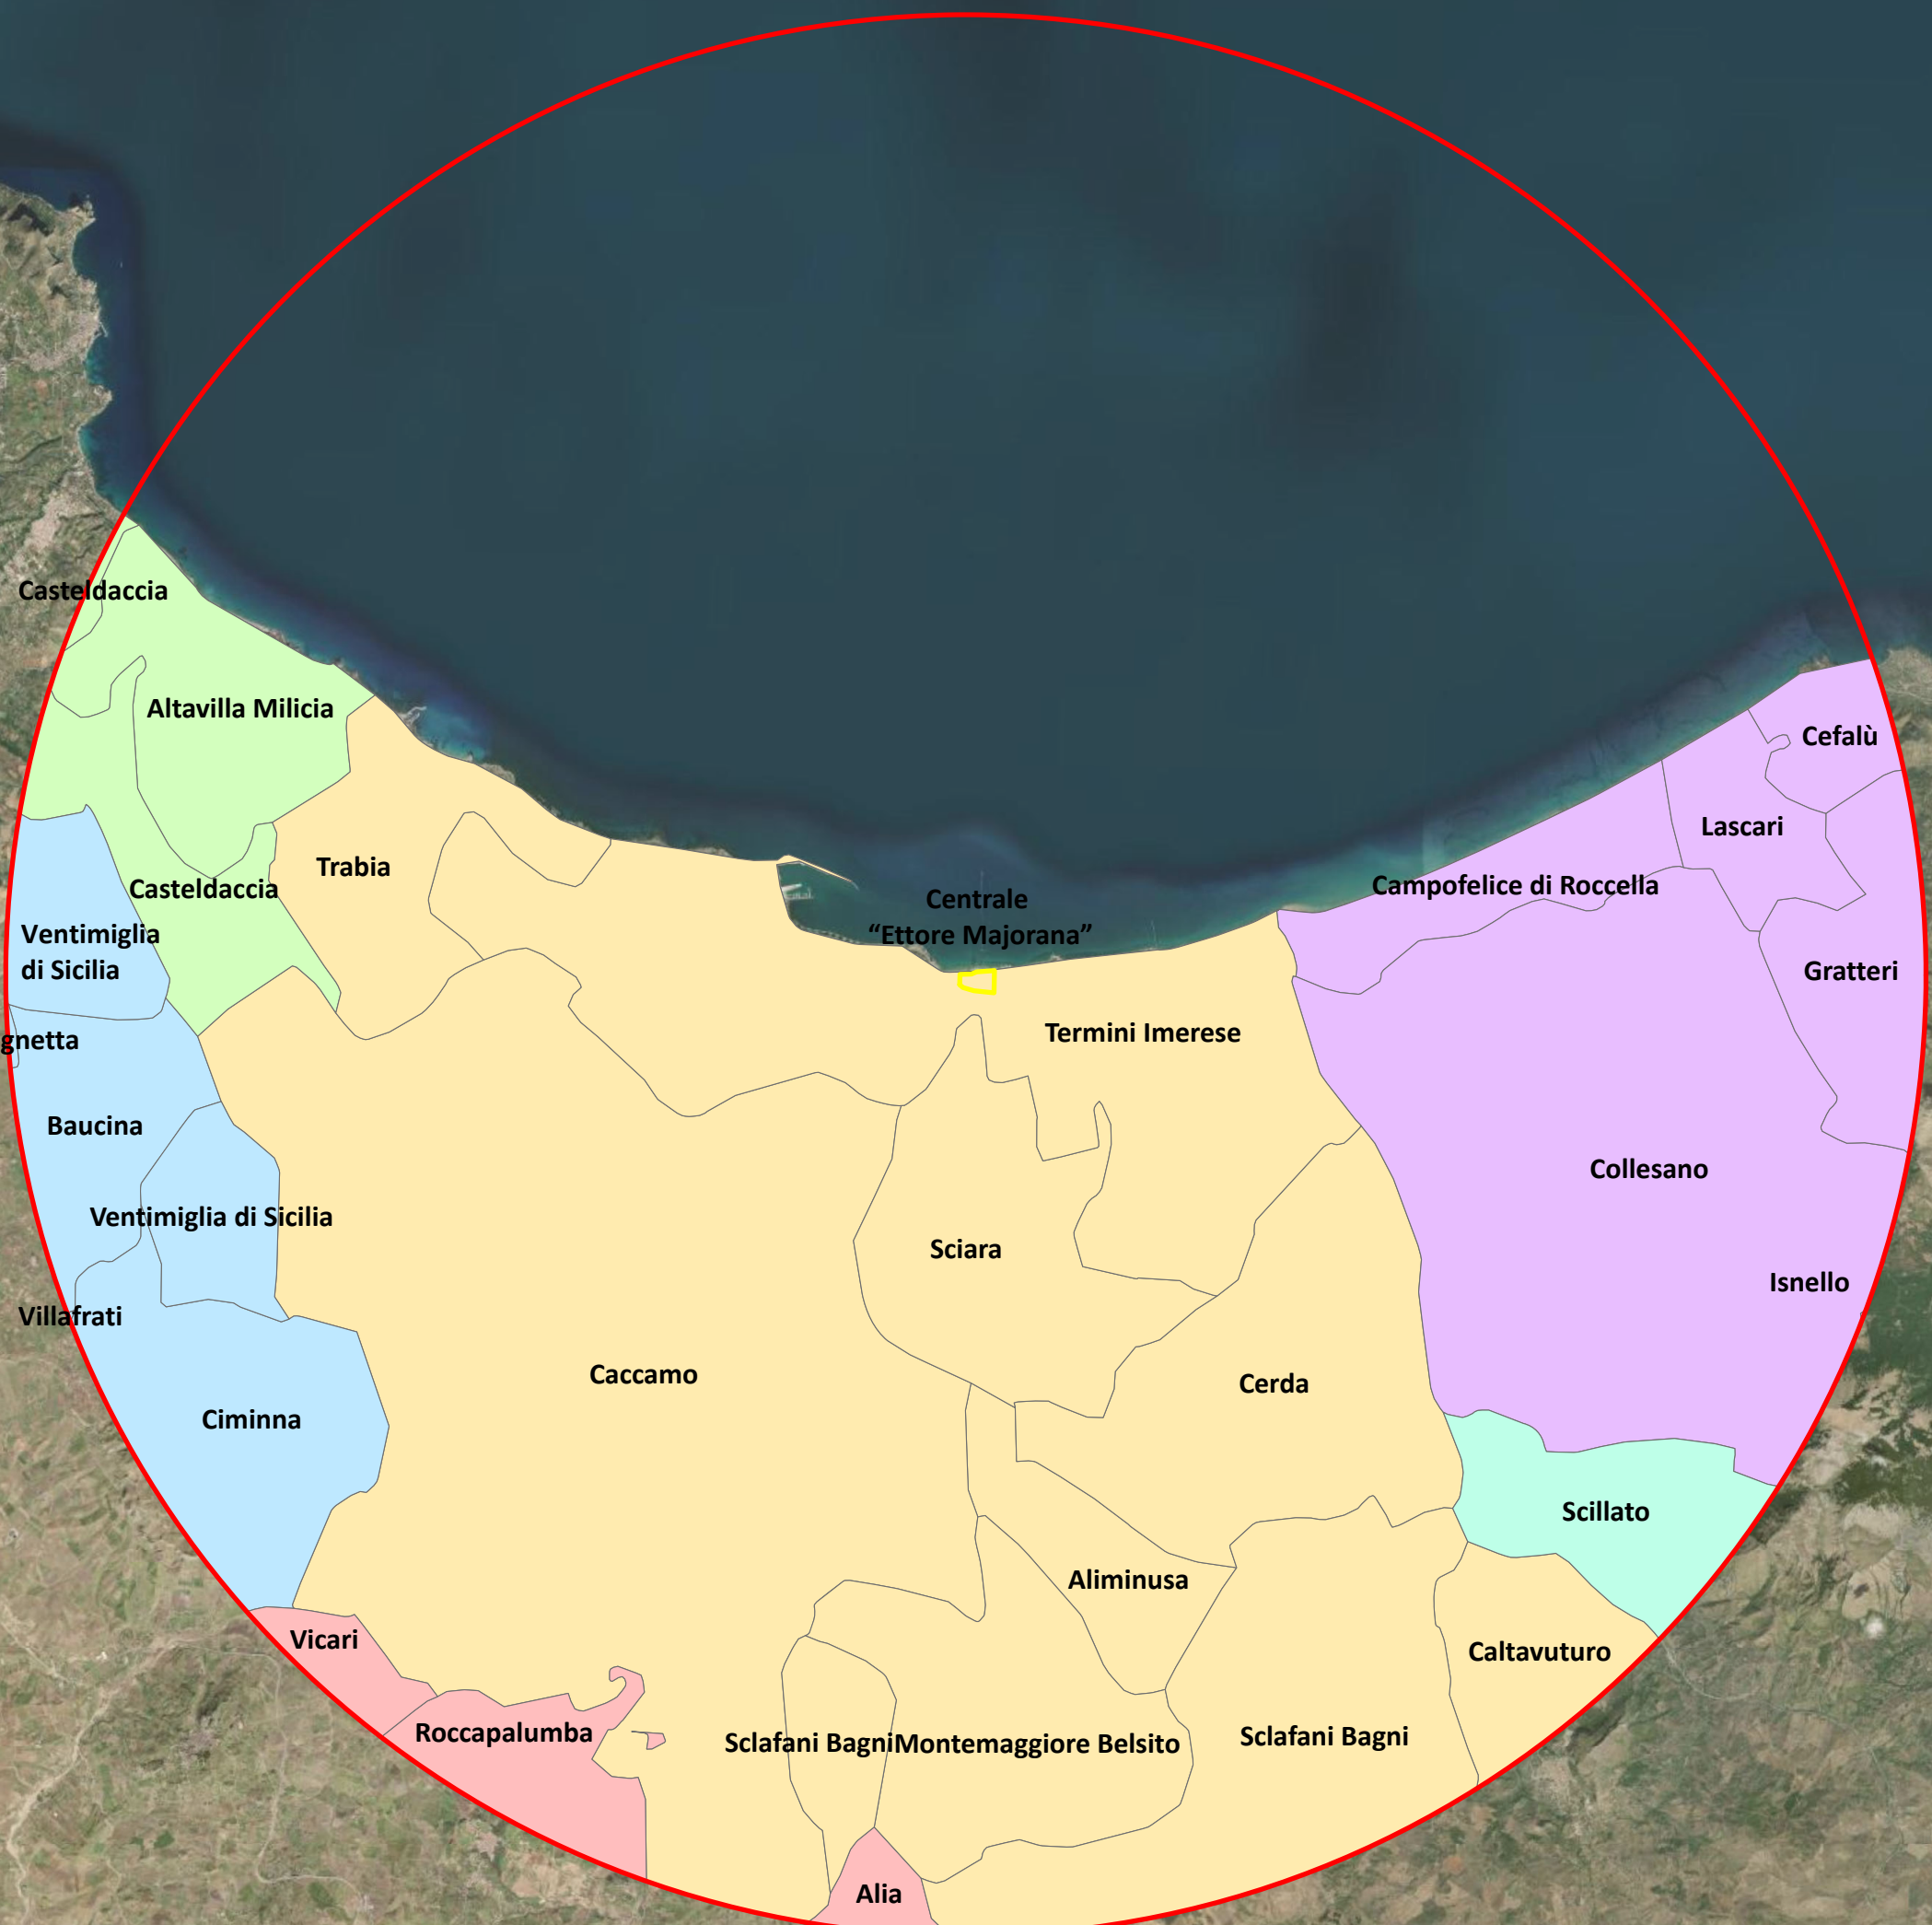 Casteldaccia
Altavilla Milicia
Cefalù
Lascari
Trabia
Campofelice di Roccella
Casteldaccia
Centrale
“Ettore Majorana”
Ventimiglia
di Sicilia
Gratteri
Termini Imerese
gnetta
Baucina
Collesano
Ventimiglia di Sicilia
Sciara
Isnello
Villafrati
Caccamo
Cerda
Ciminna
Scillato
Aliminusa
Vicari
Caltavuturo
Roccapalumba
Sclafani Bagni
Montemaggiore Belsito
Sclafani Bagni
Alia